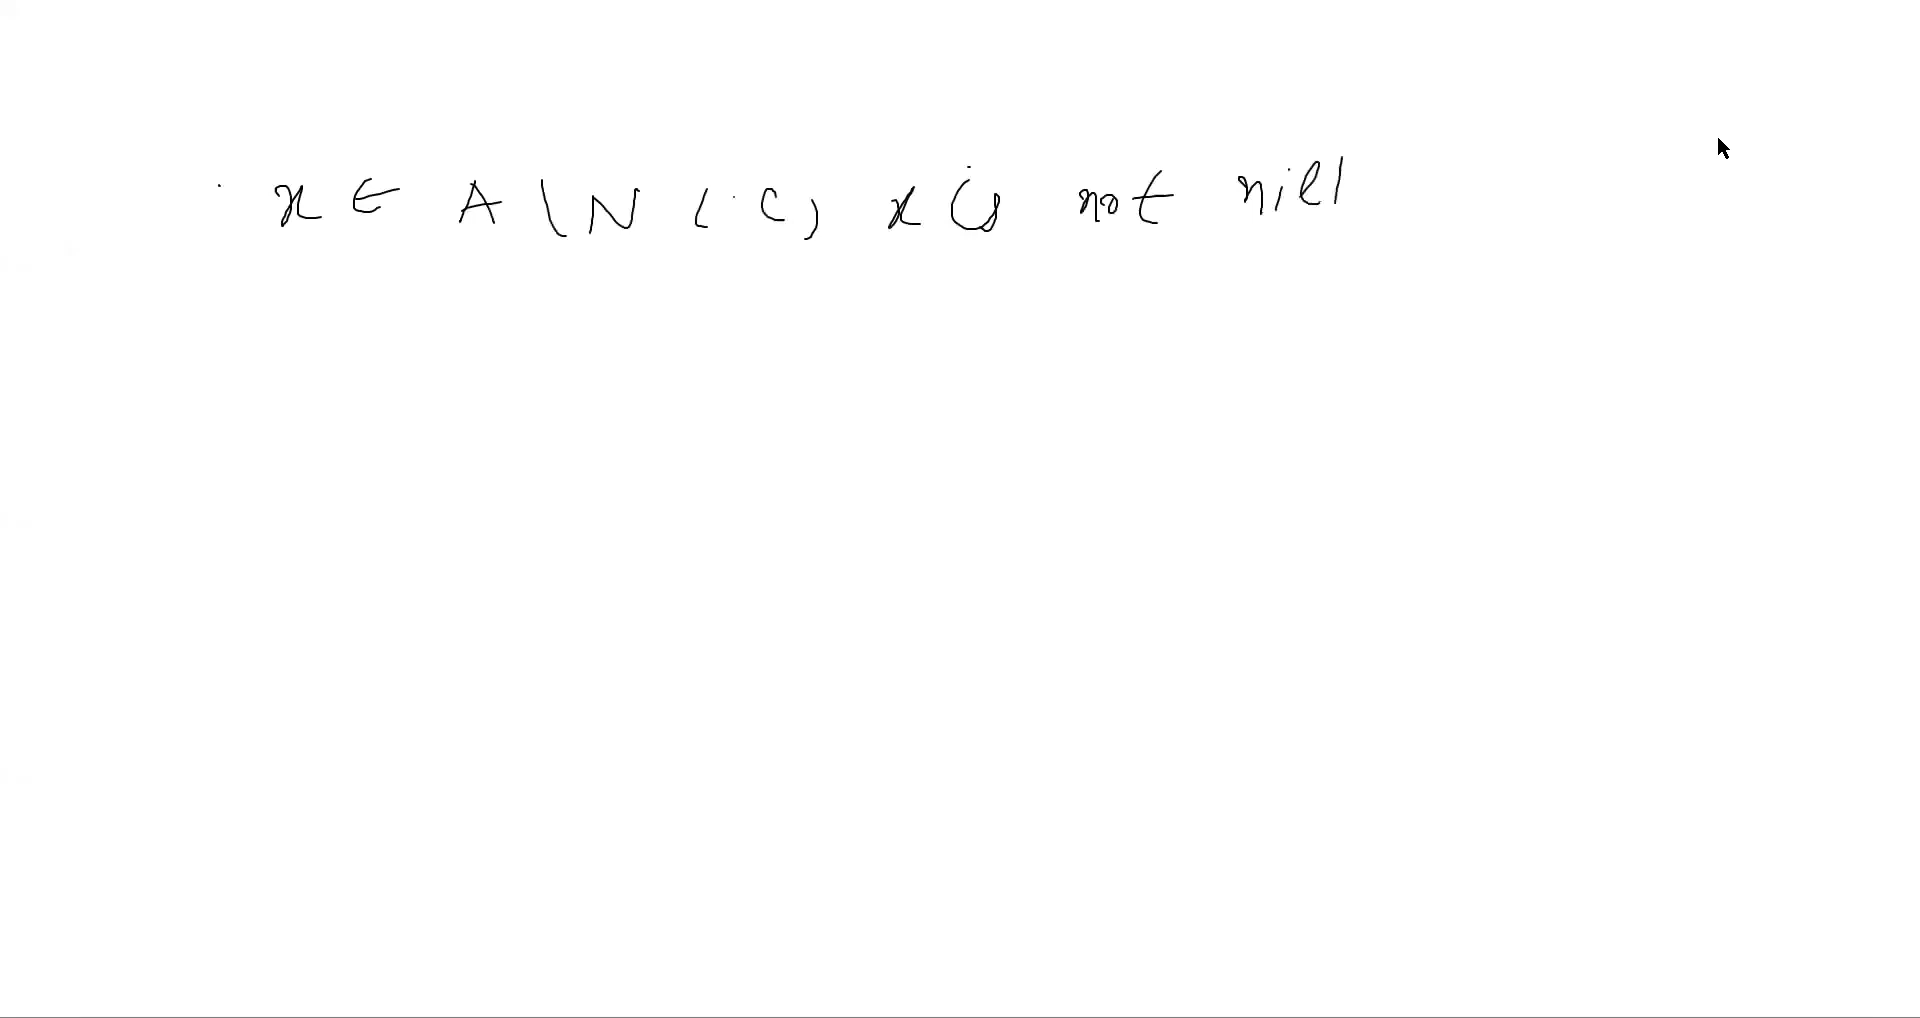 x ∈ A \ N ( C ) x is not nill